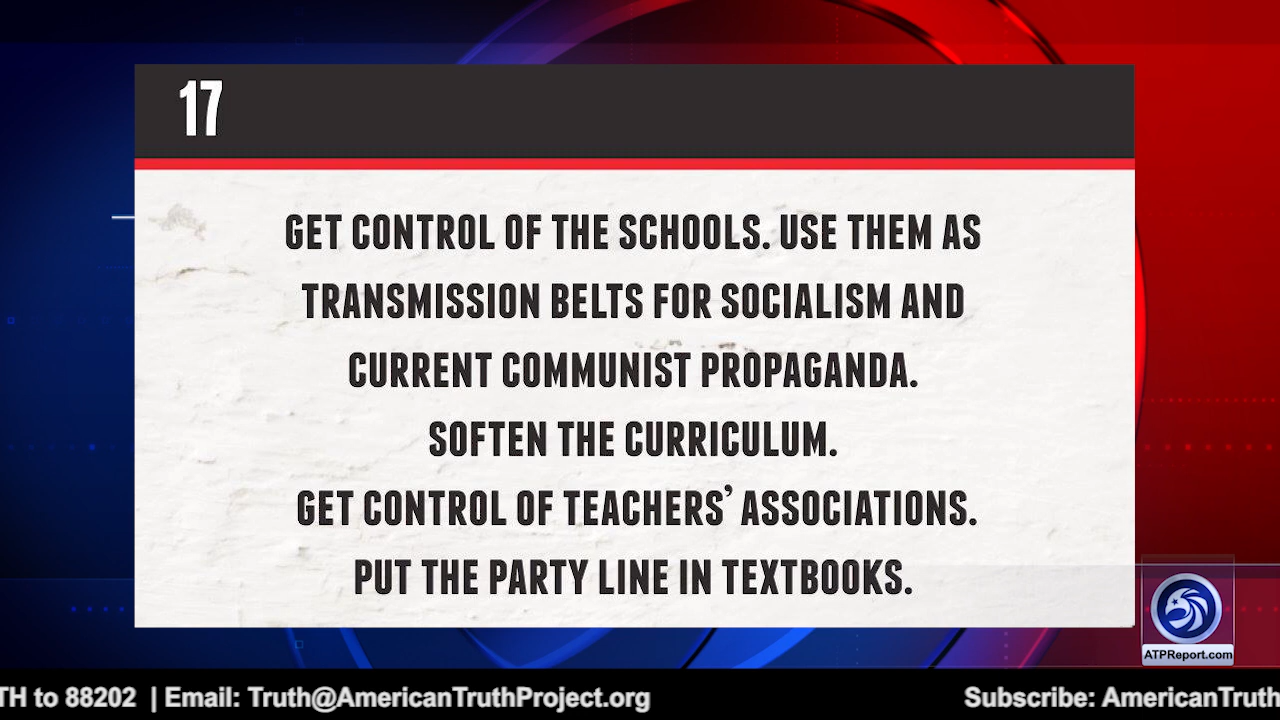 17
GET CONTROL OF THE SCHOOLS. USE THEM AS
TRANSMISSION BELTS FOR SOCIALISM AND
CURRENT COMMUNIST PROPAGANDA.
SOFTEN THE CURRICULUM.
GET CONTROL OF TEACHERS’ ASSOCIATIONS.
PUT THE PARTY LINE IN TEXTBOOKS.
ATPReport.com
TH to 88202 | Email: Truth@AmericanTruthProject.org Subscribe: AmericanTruth